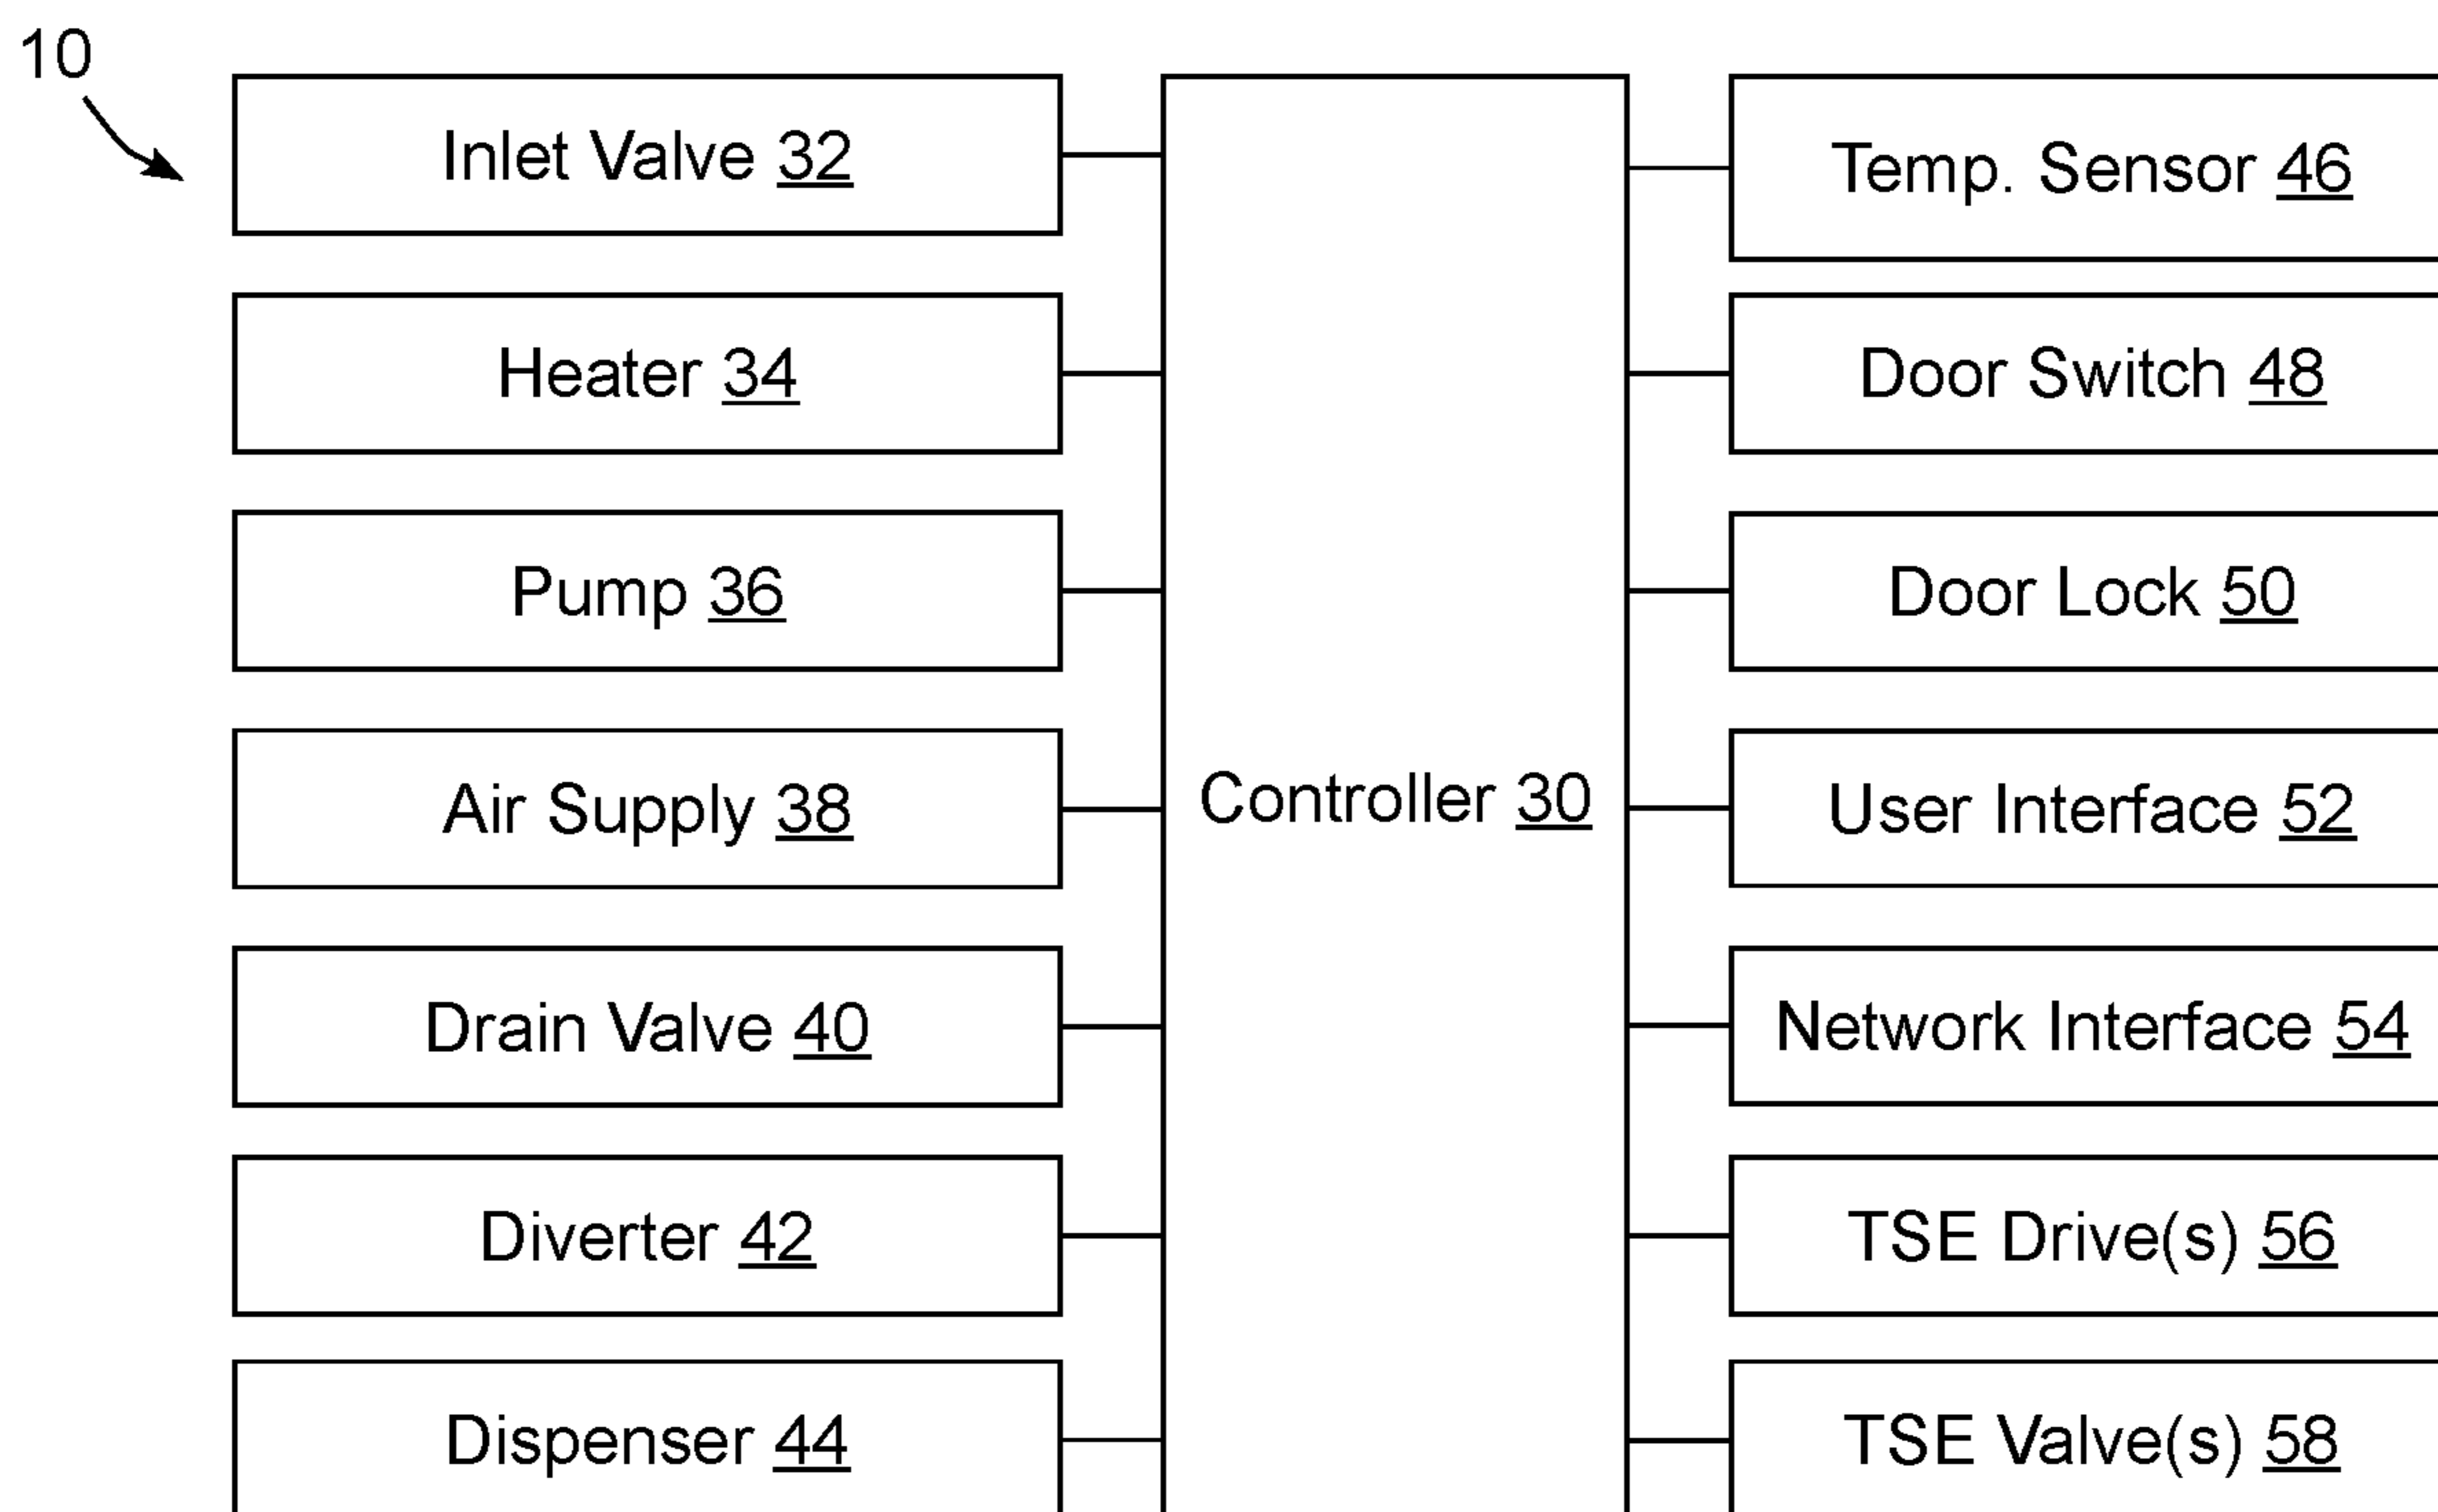 10
Inlet Valve 32
Heater 34
Pump 36
Air Supply 38
Drain Valve 40
Diverter 42
Dispenser 44
Controller 30
Temp. Sensor 46
Door Switch 48
Door Lock 50
User Interface 52
Network Interface 54
TSE Drive(s) 56
TSE Valve(s) 58